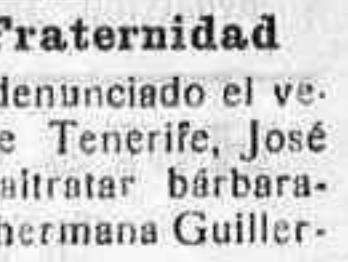 Fraternidad
denunciado el ve-
e Tenerife, José
altratar bárbara-
hermana Guiller-